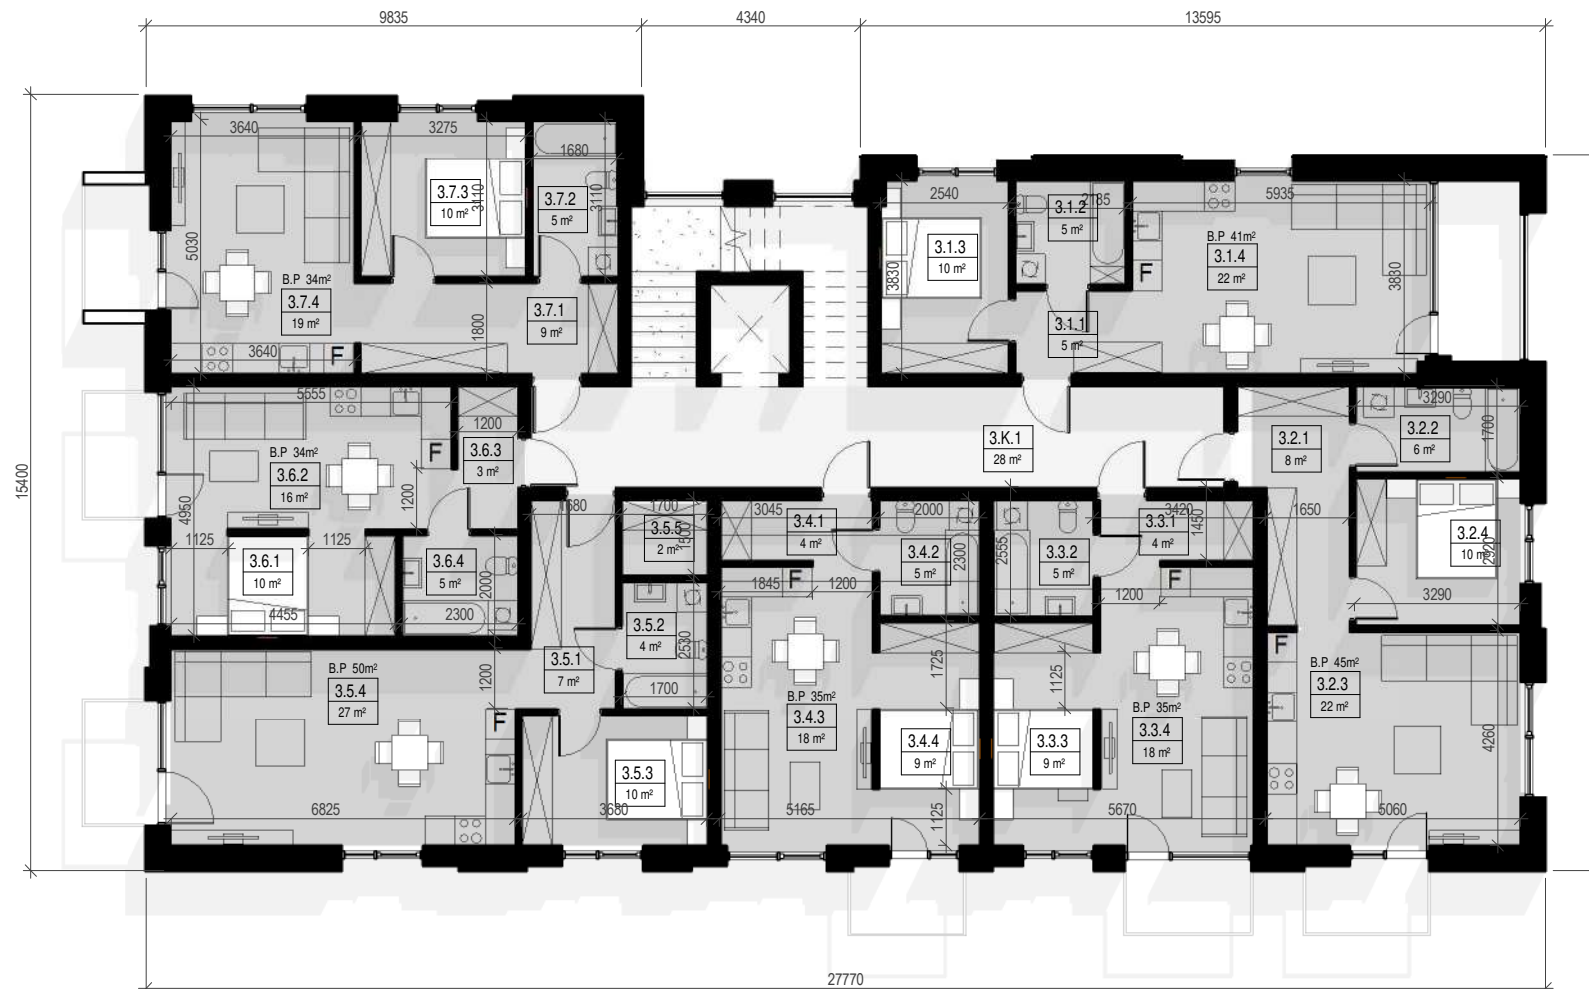 9835
4340
13595
15400
27770
3640
3275
1680
5030
3110
3110
3.7.3
10 m²
3.7.2
5 m²
B.P 34m²
3.7.4
19 m²
3.7.1
9 m²
1800
3640
F
2540
2185
5935
3.1.2
5 m²
3.1.3
10 m²
3830
B.P 41m²
3.1.4
22 m²
3830
F
3.1.1
5 m²
5555
1200
F
B.P 34m²
3.6.2
16 m²
3.6.3
3 m²
4950
1200
1125
1125
3.6.1
10 m²
3.6.4
5 m²
2000
4455
2300
3.K.1
28 m²
3290
3.2.1
8 m²
3.2.2
6 m²
1700
1680
1700
3.5.5
2 m²
1500
3045
3.4.1
4 m²
2000
3.4.2
5 m²
2300
2555
3.3.2
5 m²
3420
3.3.1
4 m²
1450
1650
3.2.4
10 m²
2920
3290
1845
F
1200
1200
F
3.5.2
4 m²
2530
3.5.1
7 m²
1700
1200
B.P 50m²
3.5.4
27 m²
F
6825
3.5.3
10 m²
3680
B.P 35m²
3.4.3
18 m²
1725
3.4.4
9 m²
1125
5165
1125
3.3.3
9 m²
B.P 35m²
3.3.4
18 m²
5670
F
B.P 45m²
3.2.3
22 m²
4260
5060